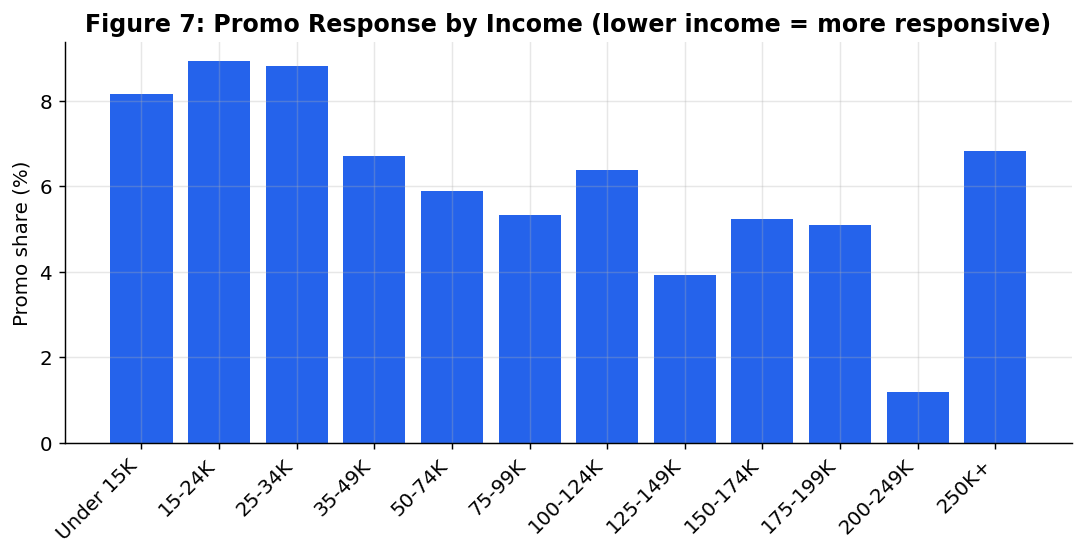 Figure 7: Promo Response by Income (lower income = more responsive)
Promo share (%)
8
6
4
2
0
Under 15K
15-24K
25-34K
35-49K
50-74K
75-99K
100-124K
125-149K
150-174K
175-199K
200-249K
250K+